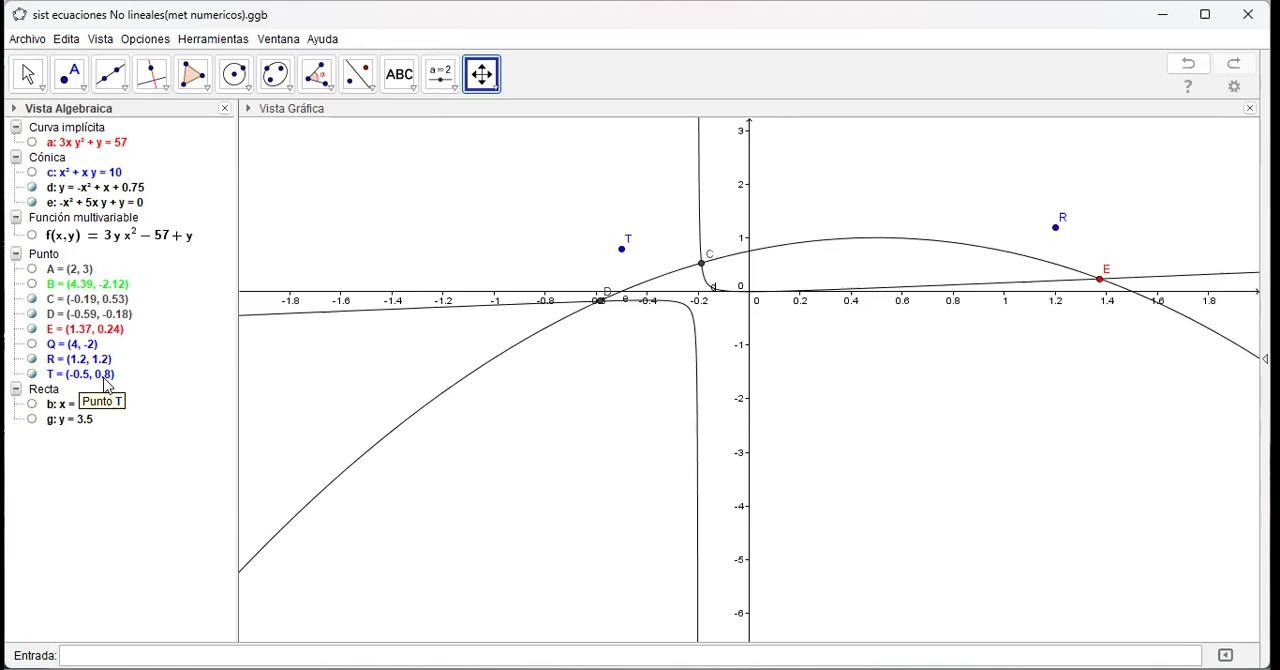 sist ecuaciones No lineales(met numericos).ggb
Archivo Edita Vista Opciones Herramientas Ventana Ayuda
A
α
ABC
a=2
?
Vista Algebraica
Curva implícita
a: 3x y² + y = 57
Cónica
c: x² + x y = 10
d: y = -x² + x + 0.75
e: -x² + 5x y + y = 0
Función multivariable
f(x,y) = 3 y x² − 57 + y
Punto
A = (2, 3)
B = (4.39, -2.12)
C = (-0.19, 0.53)
D = (-0.59, -0.18)
E = (1.37, 0.24)
Q = (4, -2)
R = (1.2, 1.2)
T = (-0.5, 0.8)
Recta
b: x =
Punto T
g: y = 3.5
Vista Gráfica
3
2
R
T
1
C
E
D
e
d
0
-1.8 -1.6 -1.4 -1.2 -1 -0.8 -0.6 -0.4 -0.2 0 0.2 0.4 0.6 0.8 1 1.2 1.4 1.6 1.8
-1
-2
-3
-4
-5
-6
Entrada: